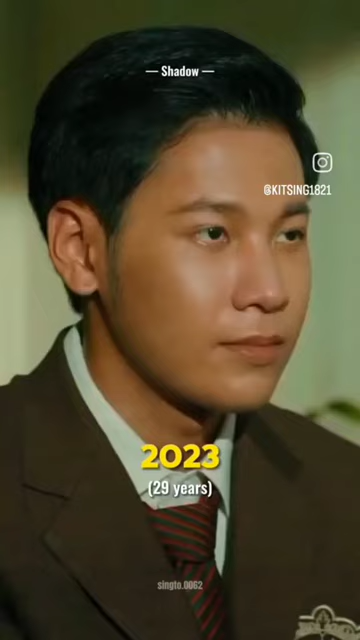 — Shadow —
@KITSING1821
2023
(29 years)
singto.0062